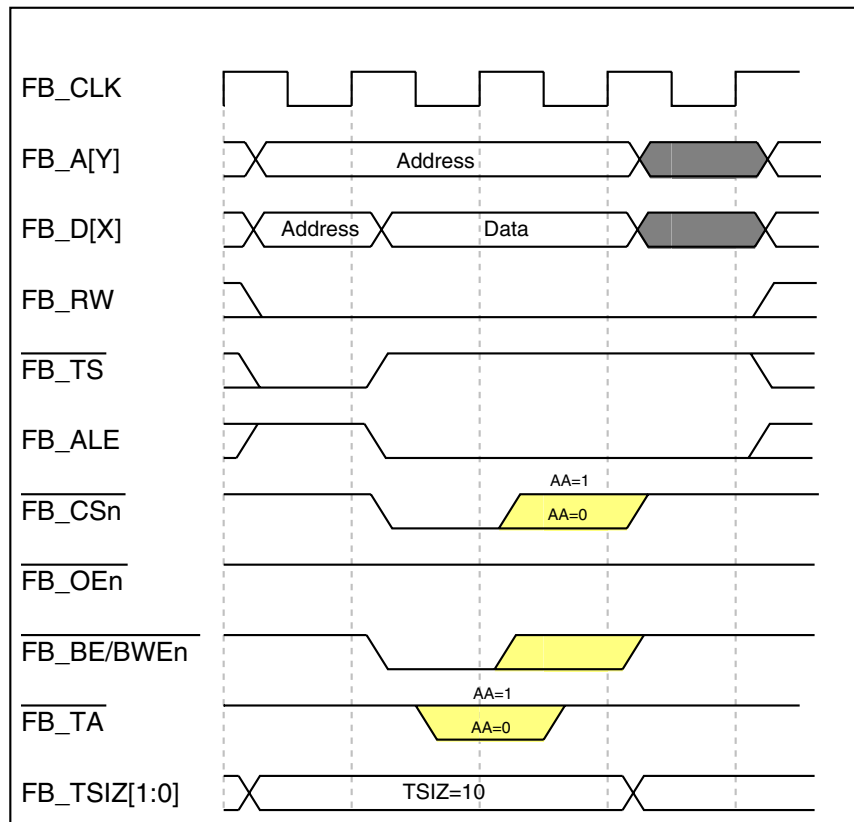 FB_CLK
FB_A[Y]
Address
FB_D[X]
Address
Data
FB_RW
FB_TS
FB_ALE
FB_CSn
AA=1
AA=0
FB_OEn
FB_BE/BWEn
FB_TA
AA=1
AA=0
FB_TSIZ[1:0]
TSIZ=10